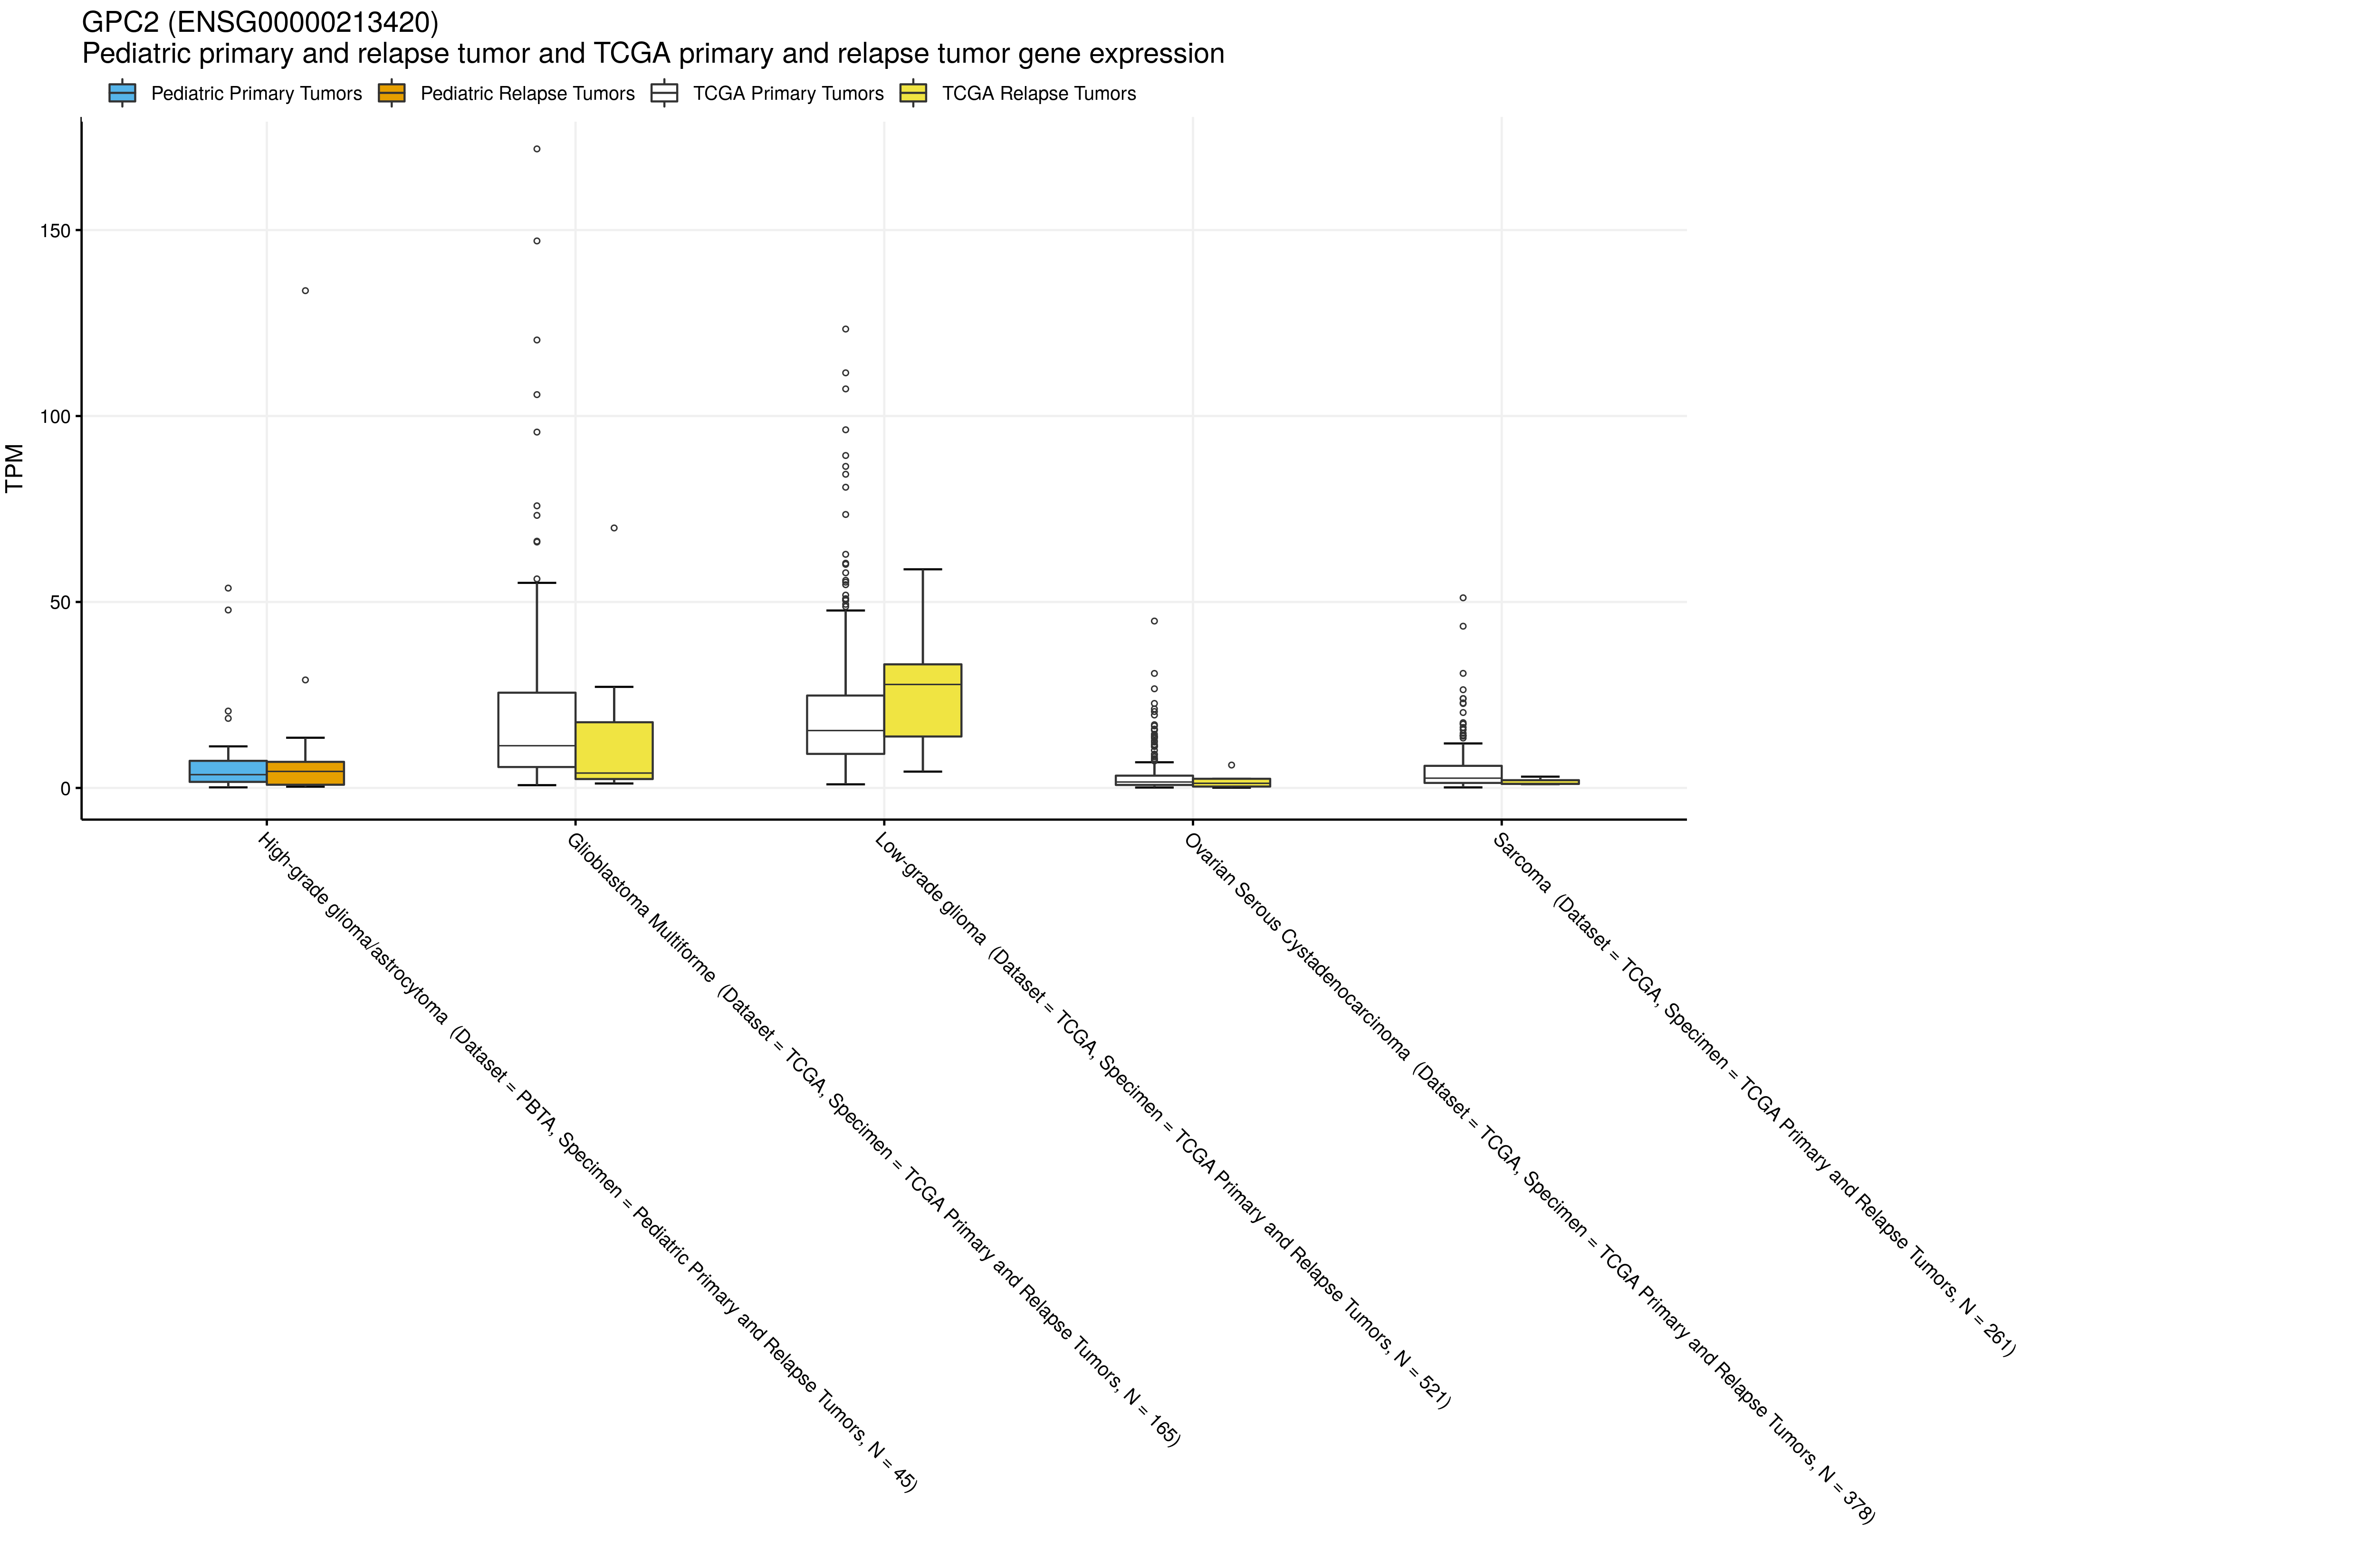 GPC2 (ENSG00000213420)
Pediatric primary and relapse tumor and TCGA primary and relapse tumor gene expression
Pediatric Primary Tumors
Pediatric Relapse Tumors
TCGA Primary Tumors
TCGA Relapse Tumors
TPM
150
100
50
0
High-grade glioma/astrocytoma (Dataset = PBTA, Specimen = Pediatric Primary and Relapse Tumors, N = 45)
Glioblastoma Multiforme (Dataset = TCGA, Specimen = TCGA Primary and Relapse Tumors, N = 165)
Low-grade glioma (Dataset = TCGA, Specimen = TCGA Primary and Relapse Tumors, N = 521)
Ovarian Serous Cystadenocarcinoma (Dataset = TCGA, Specimen = TCGA Primary and Relapse Tumors, N = 378)
Sarcoma (Dataset = TCGA, Specimen = TCGA Primary and Relapse Tumors, N = 261)